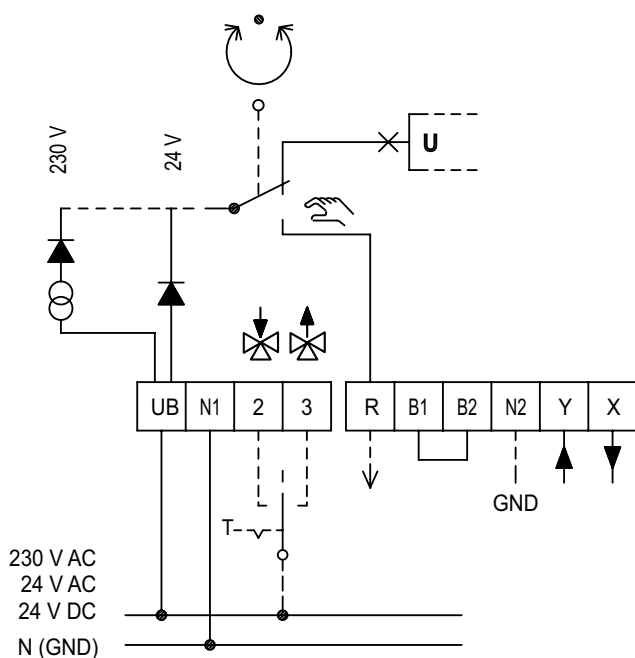 230 V
24 V
U
UB N1 2 3 R B1 B2 N2 Y X
GND
T
230 V AC
24 V AC
24 V DC
N (GND)